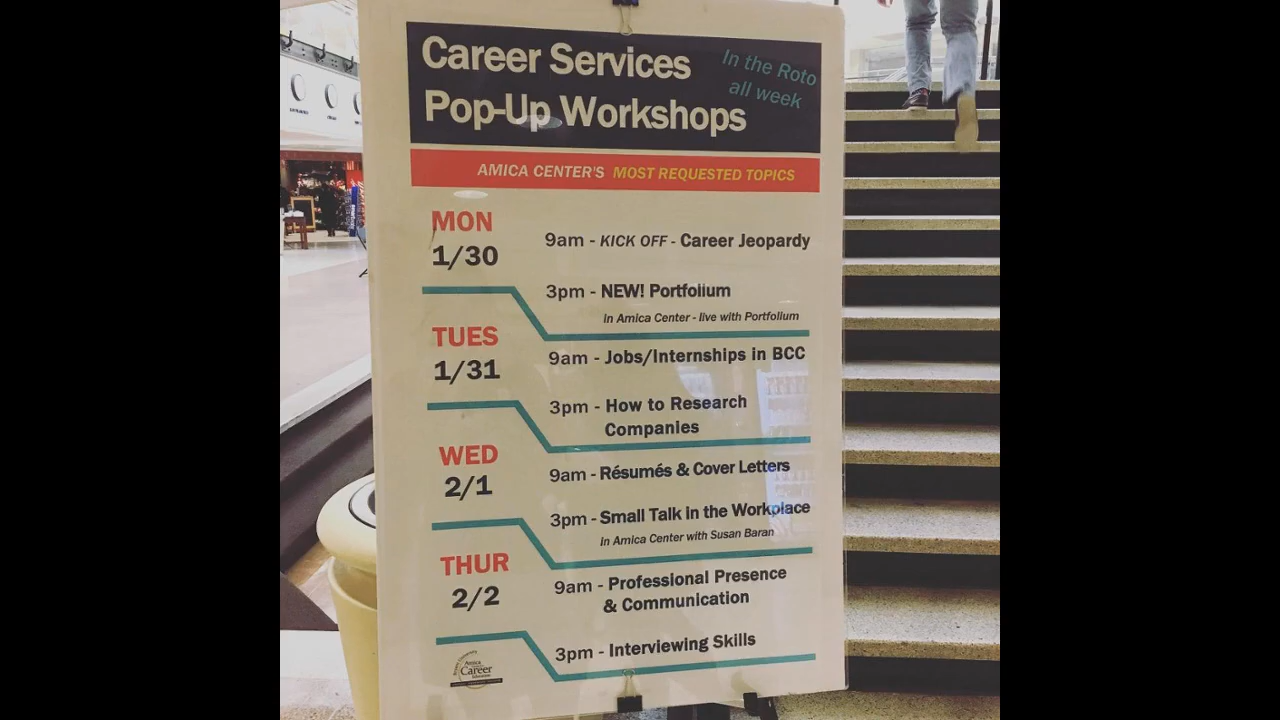 Career Services
Pop-Up Workshops
In the Roto
all week
AMICA CENTER'S MOST REQUESTED TOPICS
MON
1/30
9am - KICK OFF - Career Jeopardy
3pm - NEW! Portfolium
in Amica Center - live with Portfolium
TUES
1/31
9am - Jobs/Internships in BCC
3pm - How to Research
Companies
WED
2/1
9am - Résumés & Cover Letters
3pm - Small Talk in the Workplace
in Amica Center with Susan Baran
THUR
2/2
9am - Professional Presence
& Communication
3pm - Interviewing Skills
Amica
Career
Education